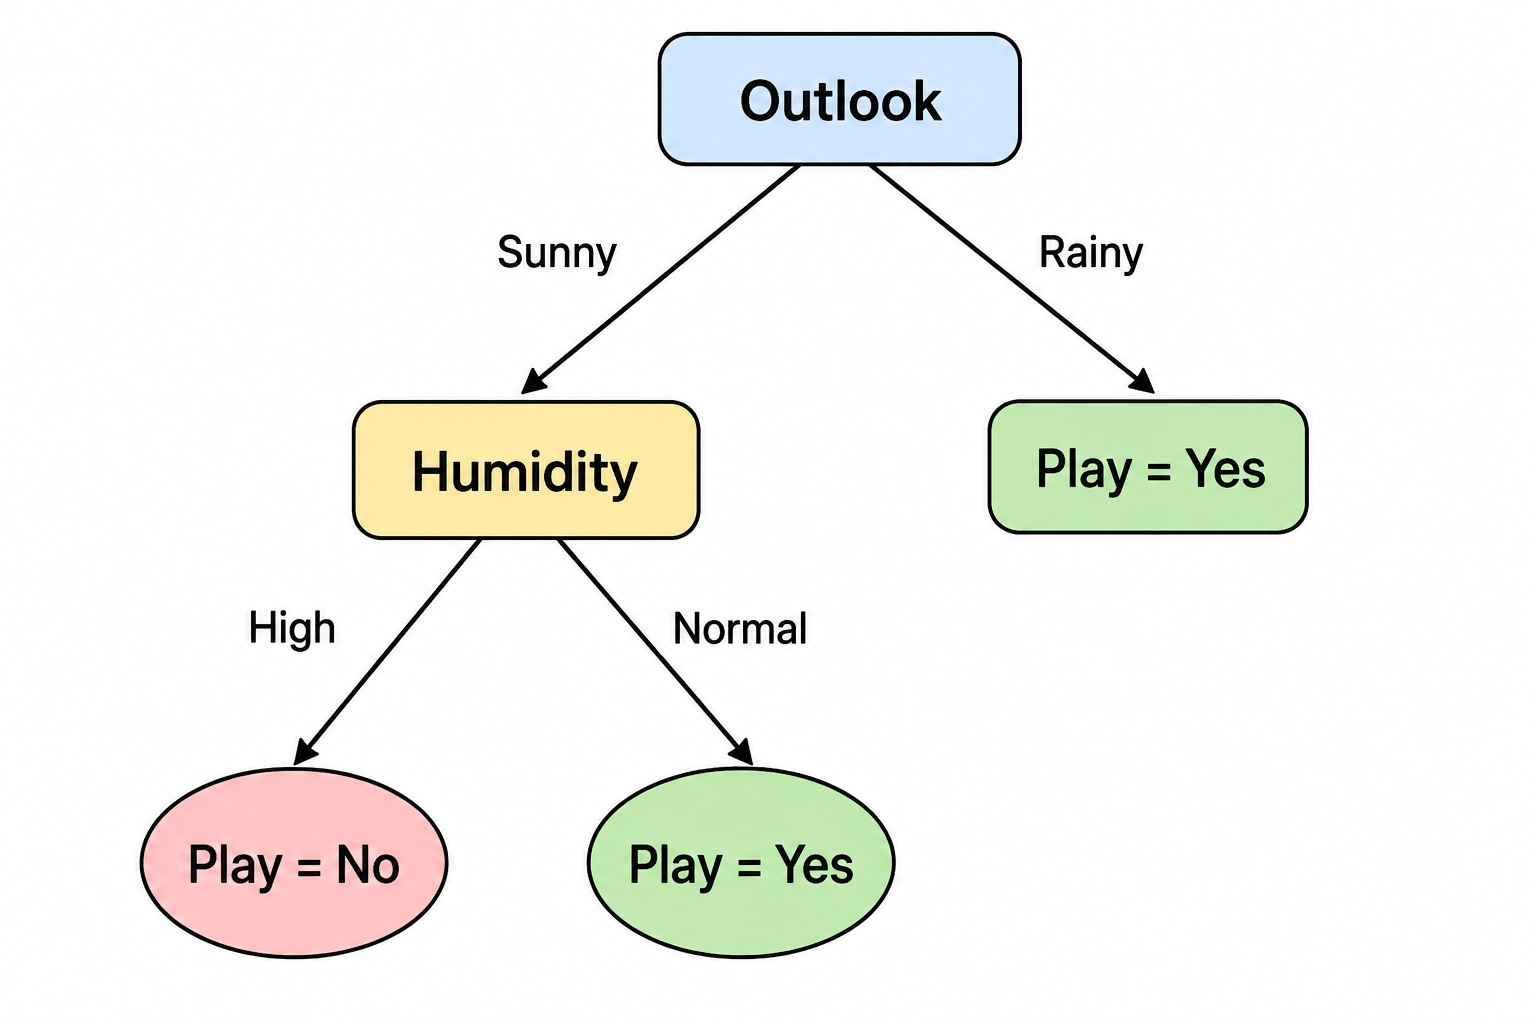 Outlook
Sunny
Rainy
Humidity
Play = Yes
High
Normal
Play = No
Play = Yes